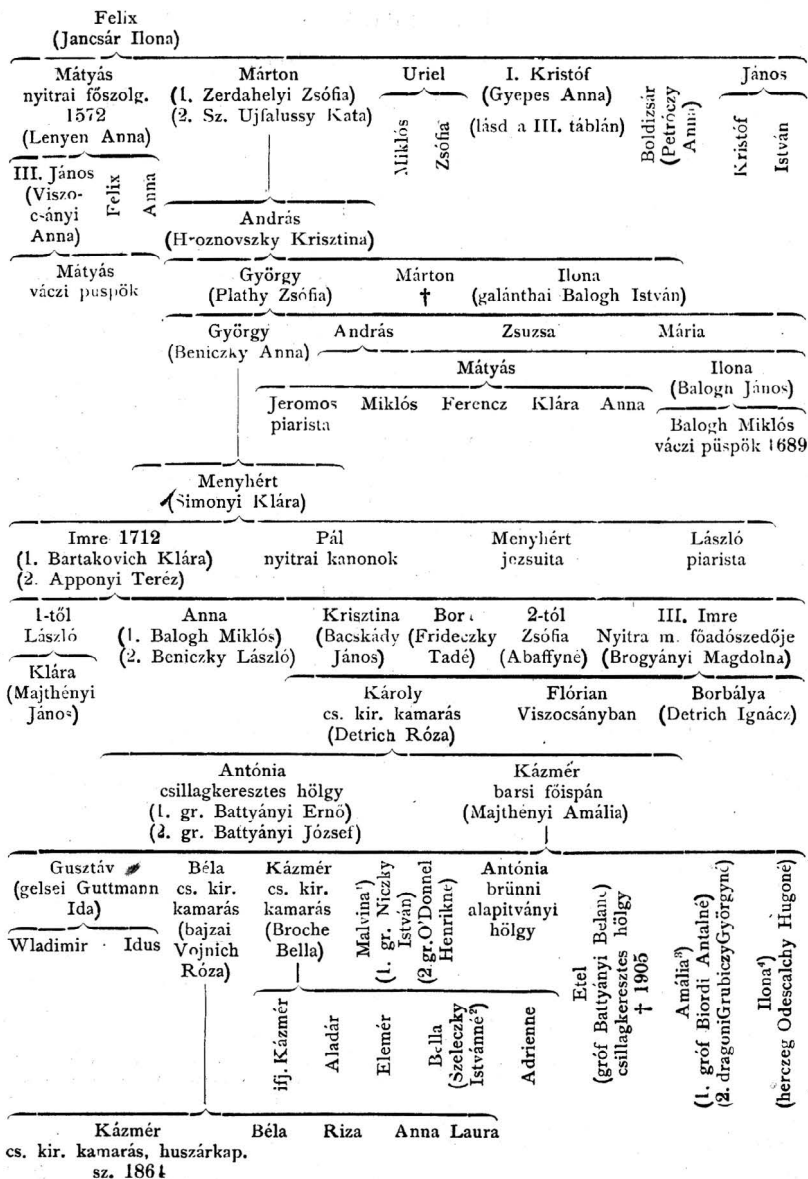 Felix
(Jancsár Ilona)
Mátyás
nyitrai főszolg.
1572
(Lenyen Anna)
Márton
(1. Zerdahelyi Zsófia)
(2. Sz. Ujfalussy Kata)
Uriel
Miklós
Zsófia
I. Kristóf
(Gyepes Anna)
(lásd a III. táblán)
Boldizsár
(Petróczy
Anna)
János
Kristóf
István
III. János
(Viszo-
csányi
Anna)
Felix
Anna
Mátyás
váczi puspök
András
(Hroznovszky Krisztina)
György
(Plathy Zsófia)
Márton
†
Ilona
(galánthai Balogh István)
György
(Beniczky Anna)
András
Zsuzsa
Mária
Mátyás
Ilona
(Balogh János)
Jeromos
piarista
Miklós
Ferencz
Klára
Anna
Balogh Miklós
váczi püspök 1689
Menyhért
(Simonyi Klára)
Imre 1712
(1. Bartakovich Klára)
(2. Apponyi Teréz)
Pál
nyitrai kanonok
Menyhért
jezsuita
László
piarista
1-től
László
Klára
(Majthényi
János)
Anna
(1. Balogh Miklós)
(2. Beniczky László)
Krisztina
(Bacskády
János)
Bor
(Frideczky
Tadé)
2-tól
Zsófia
(Abaffyné)
III. Imre
Nyitra m. főadószedője
(Brogyányi Magdolna)
Károly
cs. kir. kamarás
(Detrich Róza)
Flórian
Viszocsányban
Borbálya
(Detrich Ignácz)
Antónia
csillagkeresztes hölgy
(1. gr. Battyányi Ernő)
(2. gr. Battyányi József)
Kázmér
barsi főispán
(Majthényi Amália)
Gusztáv
(gelsei Guttmann
Ida)
Wladimir · Idus
Béla
cs. kir.
kamarás
(bajzai
Vojnich
Róza)
Kázmér
cs. kir.
kamarás
(Broche
Bella)
Malvina¹)
(1. gr. Niczky
István)
(2. gr. O'Donnel
Henrikne)
Antónia
brünni
alapitványi
hölgy
Etel
(gróf Battyányi Belane)
csillagkeresztes hölgy
† 1905
Amália³)
(1. gróf Biordi Antalné)
(2. dragoni Grubiczy Györgyné)
Ilona⁴)
(herczeg Odescalchy Hugoné)
ifj. Kázmér
Aladár
Elemér
Bella
(Szeleczky
Istvánné²)
Adrienne
Kázmér
cs. kir. kamarás, huszárkap.
sz. 1864
Béla
Riza
Anna Laura